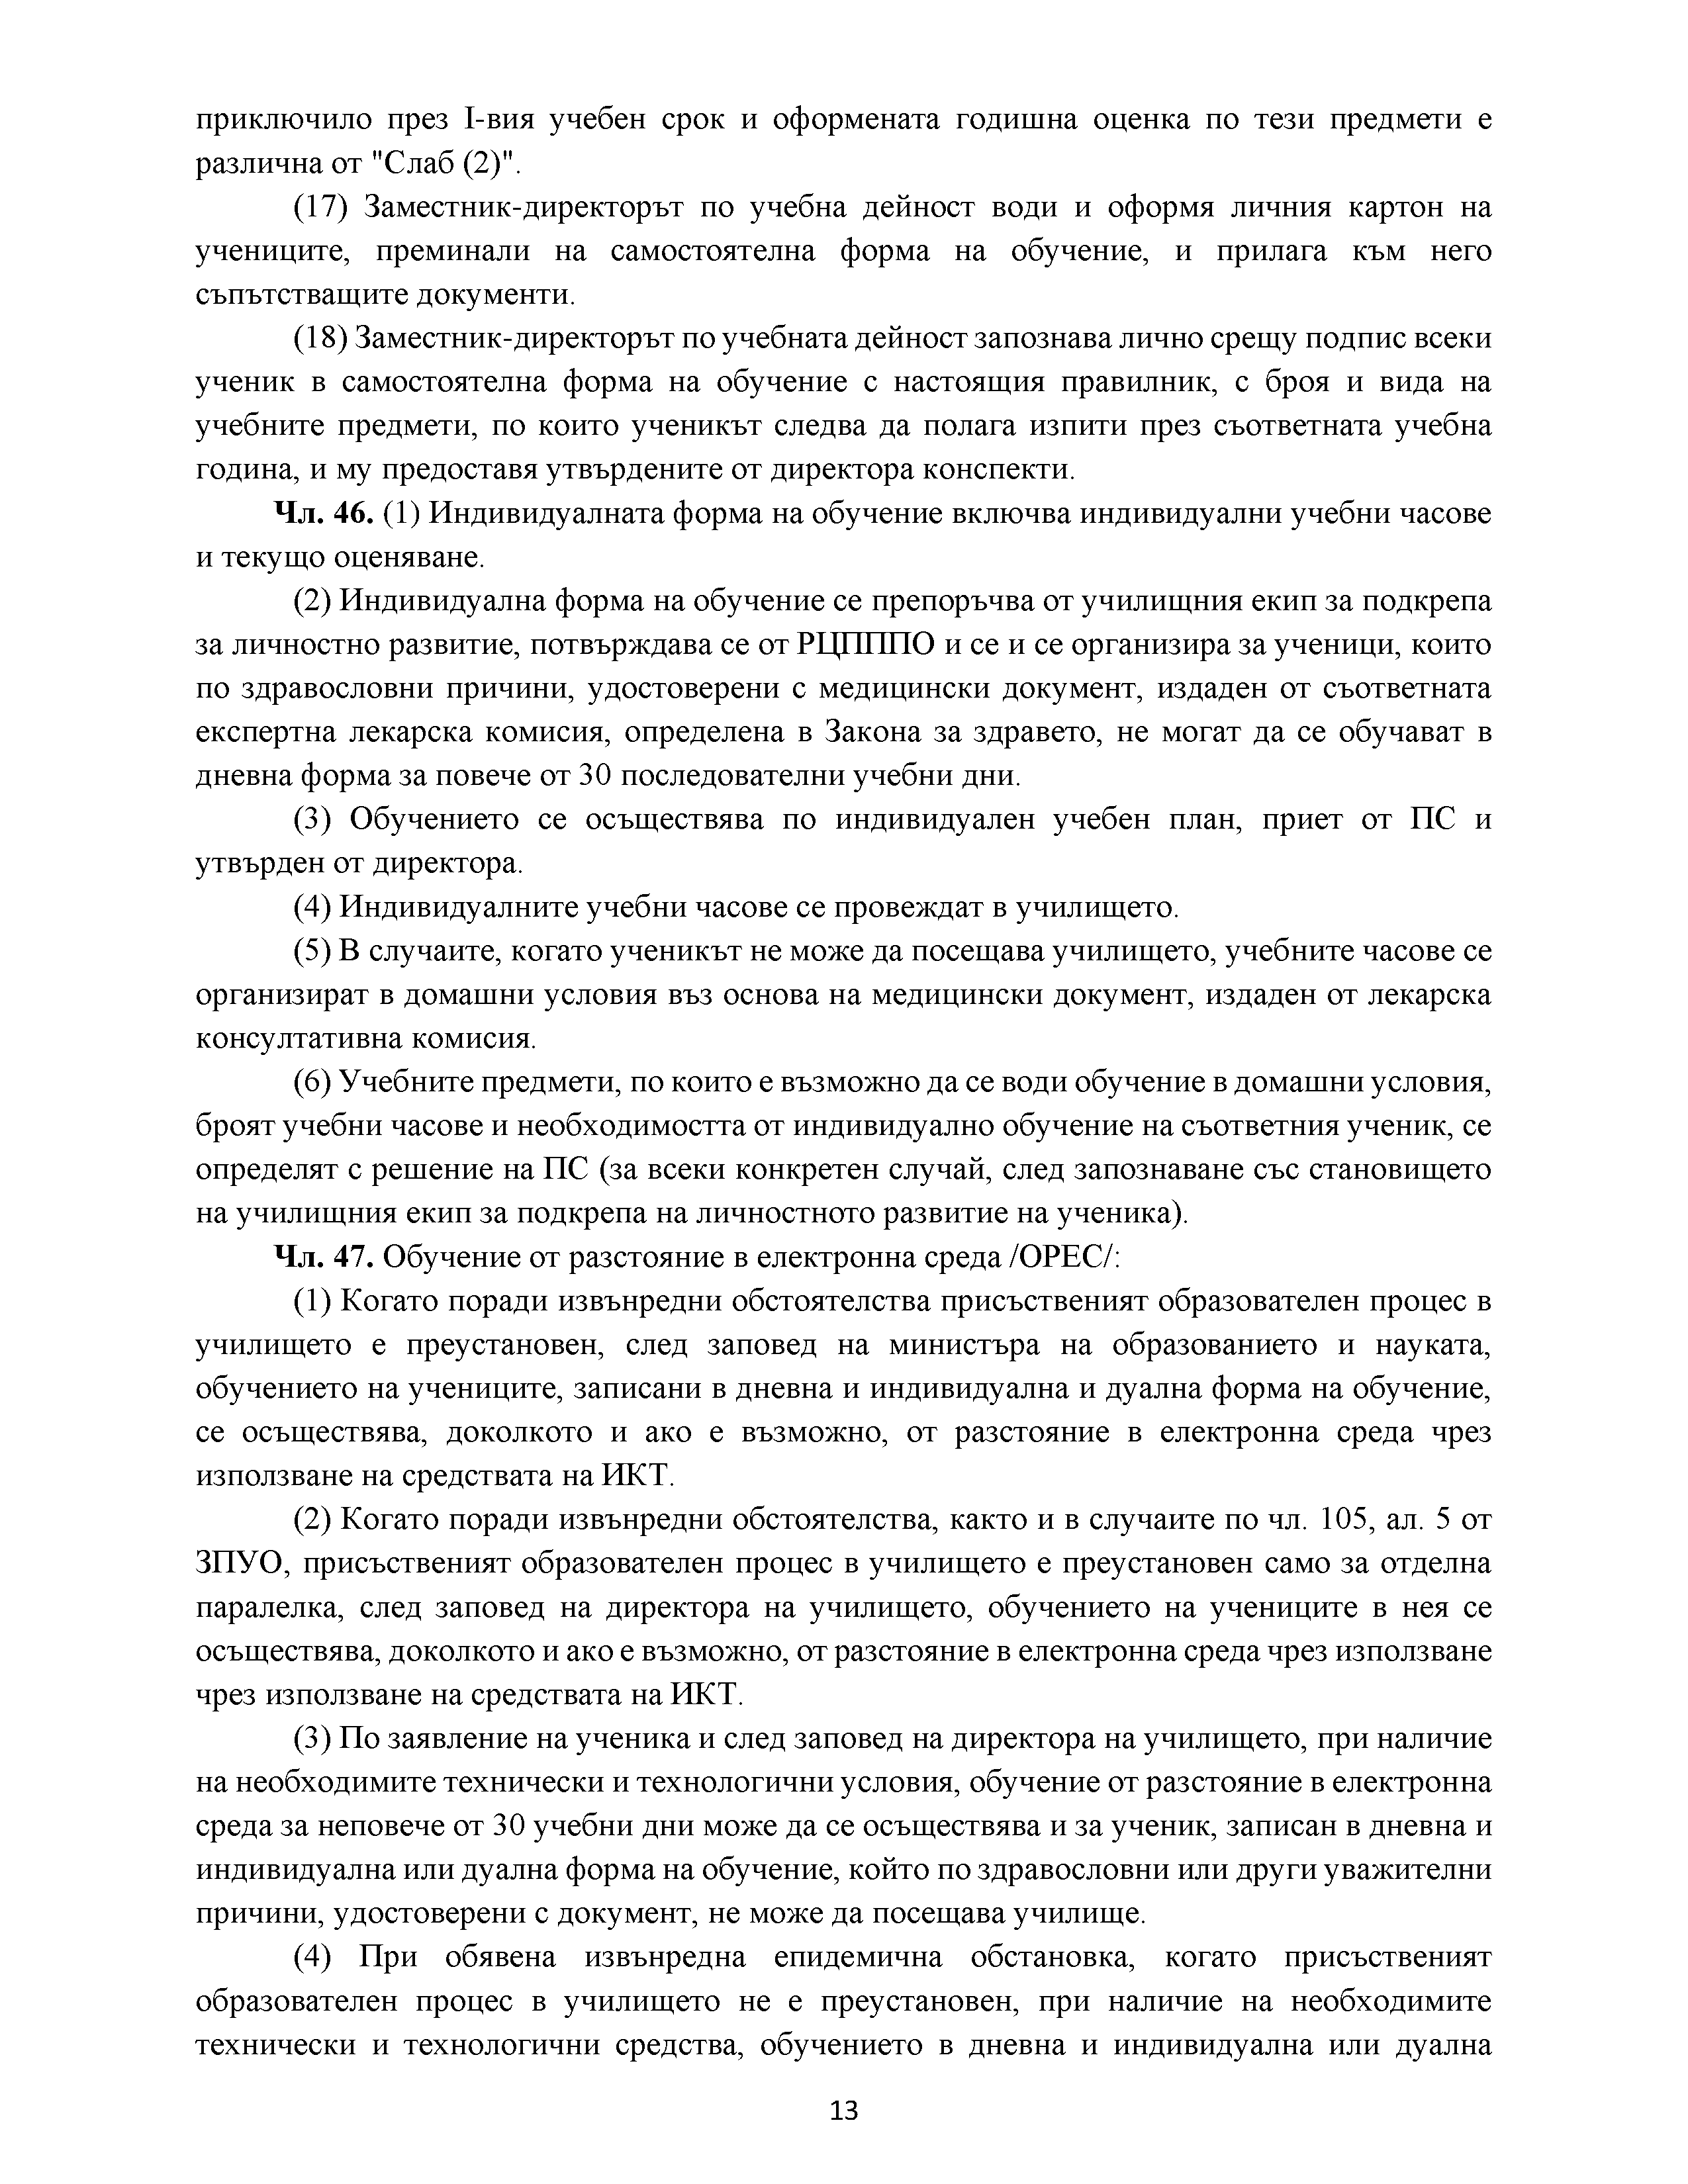 приключило през I-вия учебен срок и оформената годишна оценка по тези предмети е
различна от "Слаб (2)".
(17) Заместник-директорът по учебна дейност води и оформя личния картон на
учениците, преминали на самостоятелна форма на обучение, и прилага към него
съпътстващите документи.
(18) Заместник-директорът по учебната дейност запознава лично срещу подпис всеки
ученик в самостоятелна форма на обучение с настоящия правилник, с броя и вида на
учебните предмети, по които ученикът следва да полага изпити през съответната учебна
година, и му предоставя утвърдените от директора конспекти.
Чл. 46. (1) Индивидуалната форма на обучение включва индивидуални учебни часове
и текущо оценяване.
(2) Индивидуална форма на обучение се препоръчва от училищния екип за подкрепа
за личностно развитие, потвърждава се от РЦПППО и се и се организира за ученици, които
по здравословни причини, удостоверени с медицински документ, издаден от съответната
експертна лекарска комисия, определена в Закона за здравето, не могат да се обучават в
дневна форма за повече от 30 последователни учебни дни.
(3) Обучението се осъществява по индивидуален учебен план, приет от ПС и
утвърден от директора.
(4) Индивидуалните учебни часове се провеждат в училището.
(5) В случаите, когато ученикът не може да посещава училището, учебните часове се
организират в домашни условия въз основа на медицински документ, издаден от лекарска
консултативна комисия.
(6) Учебните предмети, по които е възможно да се води обучение в домашни условия,
броят учебни часове и необходимостта от индивидуално обучение на съответния ученик, се
определят с решение на ПС (за всеки конкретен случай, след запознаване със становището
на училищния екип за подкрепа на личностното развитие на ученика).
Чл. 47. Обучение от разстояние в електронна среда /ОРЕС/:
(1) Когато поради извънредни обстоятелства присъственият образователен процес в
училището е преустановен, след заповед на министъра на образованието и науката,
обучението на учениците, записани в дневна и индивидуална и дуална форма на обучение,
се осъществява, доколкото и ако е възможно, от разстояние в електронна среда чрез
използване на средствата на ИКТ.
(2) Когато поради извънредни обстоятелства, както и в случаите по чл. 105, ал. 5 от
ЗПУО, присъственият образователен процес в училището е преустановен само за отделна
паралелка, след заповед на директора на училището, обучението на учениците в нея се
осъществява, доколкото и ако е възможно, от разстояние в електронна среда чрез използване
чрез използване на средствата на ИКТ.
(3) По заявление на ученика и след заповед на директора на училището, при наличие
на необходимите технически и технологични условия, обучение от разстояние в електронна
среда за неповече от 30 учебни дни може да се осъществява и за ученик, записан в дневна и
индивидуална или дуална форма на обучение, който по здравословни или други уважителни
причини, удостоверени с документ, не може да посещава училище.
(4) При обявена извънредна епидемична обстановка, когато присъственият
образователен процес в училището не е преустановен, при наличие на необходимите
технически и технологични средства, обучението в дневна и индивидуална или дуална
13